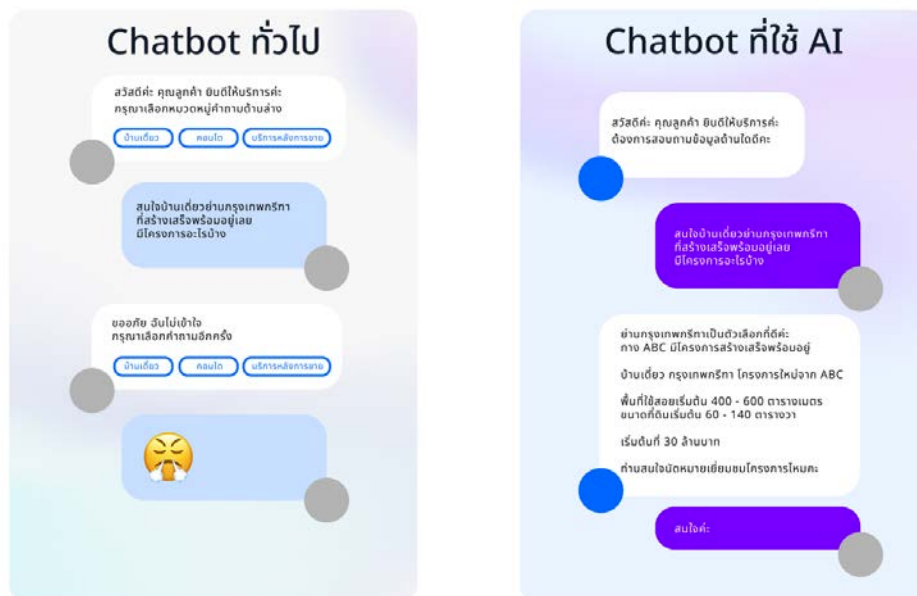 Chatbot ทั่วไป
สวัสดีค่ะ คุณลูกค้า ยินดีให้บริการค่ะ
กรุณาเลือกหมวดหมู่คำถามด้านล่าง
บ้านเดี่ยว
คอนโด
บริการหลังการขาย
สนใจบ้านเดี่ยวย่านกรุงเทพกรีฑา
ที่สร้างเสร็จพร้อมอยู่เลย
มีโครงการอะไรบ้าง
ขออภัย ฉันไม่เข้าใจ
กรุณาเลือกคำถามอีกครั้ง
บ้านเดี่ยว
คอนโด
บริการหลังการขาย
Chatbot ที่ใช้ AI
สวัสดีค่ะ คุณลูกค้า ยินดีให้บริการค่ะ
ต้องการสอบถามข้อมูลด้านใดดีคะ
สนใจบ้านเดี่ยวย่านกรุงเทพกรีฑา
ที่สร้างเสร็จพร้อมอยู่เลย
มีโครงการอะไรบ้าง
ย่านกรุงเทพกรีฑาเป็นตัวเลือกที่ดีค่ะ
ทาง ABC มีโครงการสร้างเสร็จพร้อมอยู่
บ้านเดี่ยว กรุงเทพกรีฑา โครงการใหม่จาก ABC
พื้นที่ใช้สอยเริ่มต้น 400 - 600 ตารางเมตร
ขนาดที่ดินเริ่มต้น 60 - 140 ตารางวา
เริ่มต้นที่ 30 ล้านบาท
ท่านสนใจนัดหมายเยี่ยมชมโครงการไหมคะ
สนใจค่ะ